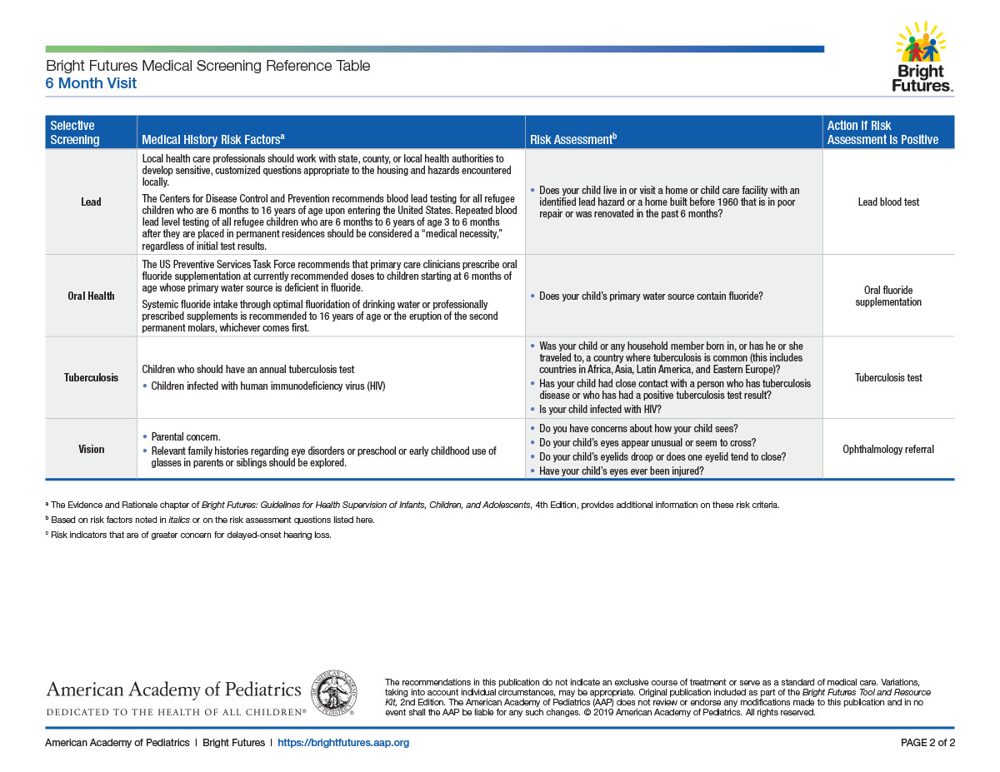 Bright Futures Medical Screening Reference Table
6 Month Visit
Bright
Futures™
Selective
Screening
Medical History Risk Factorsᵃ
Risk Assessmentᵇ
Action If Risk
Assessment Is Positive
Lead
Local health care professionals should work with state, county, or local health authorities to
develop sensitive, customized questions appropriate to the housing and hazards encountered
locally.
The Centers for Disease Control and Prevention recommends blood lead testing for all refugee
children who are 6 months to 16 years of age upon entering the United States. Repeated blood
lead level testing of all refugee children who are 6 months to 6 years of age 3 to 6 months
after they are placed in permanent residences should be considered a “medical necessity,”
regardless of initial test results.
• Does your child live in or visit a home or child care facility with an
identified lead hazard or a home built before 1960 that is in poor
repair or was renovated in the past 6 months?
Lead blood test
Oral Health
The US Preventive Services Task Force recommends that primary care clinicians prescribe oral
fluoride supplementation at currently recommended doses to children starting at 6 months of
age whose primary water source is deficient in fluoride.
Systemic fluoride intake through optimal fluoridation of drinking water or professionally
prescribed supplements is recommended to 16 years of age or the eruption of the second
permanent molars, whichever comes first.
• Does your child’s primary water source contain fluoride?
Oral fluoride
supplementation
Tuberculosis
Children who should have an annual tuberculosis test
• Children infected with human immunodeficiency virus (HIV)
• Was your child or any household member born in, or has he or she
traveled to, a country where tuberculosis is common (this includes
countries in Africa, Asia, Latin America, and Eastern Europe)?
• Has your child had close contact with a person who has tuberculosis
disease or who has had a positive tuberculosis test result?
• Is your child infected with HIV?
Tuberculosis test
Vision
• Parental concern.
• Relevant family histories regarding eye disorders or preschool or early childhood use of
glasses in parents or siblings should be explored.
• Do you have concerns about how your child sees?
• Do your child’s eyes appear unusual or seem to cross?
• Do your child’s eyelids droop or does one eyelid tend to close?
• Have your child’s eyes ever been injured?
Ophthalmology referral
ᵃ The Evidence and Rationale chapter of Bright Futures: Guidelines for Health Supervision of Infants, Children, and Adolescents, 4th Edition, provides additional information on these risk criteria.
ᵇ Based on risk factors noted in italics or on the risk assessment questions listed here.
ᶜ Risk indicators that are of greater concern for delayed-onset hearing loss.
American Academy of Pediatrics
DEDICATED TO THE HEALTH OF ALL CHILDREN®
THE AMERICAN ACADEMY OF PEDIATRICS ®
The recommendations in this publication do not indicate an exclusive course of treatment or serve as a standard of medical care. Variations,
taking into account individual circumstances, may be appropriate. Original publication included as part of the Bright Futures Tool and Resource
Kit, 2nd Edition. The American Academy of Pediatrics (AAP) does not review or endorse any modifications made to this publication and in no
event shall the AAP be liable for any such changes. © 2019 American Academy of Pediatrics. All rights reserved.
American Academy of Pediatrics | Bright Futures | https://brightfutures.aap.org
PAGE 2 of 2